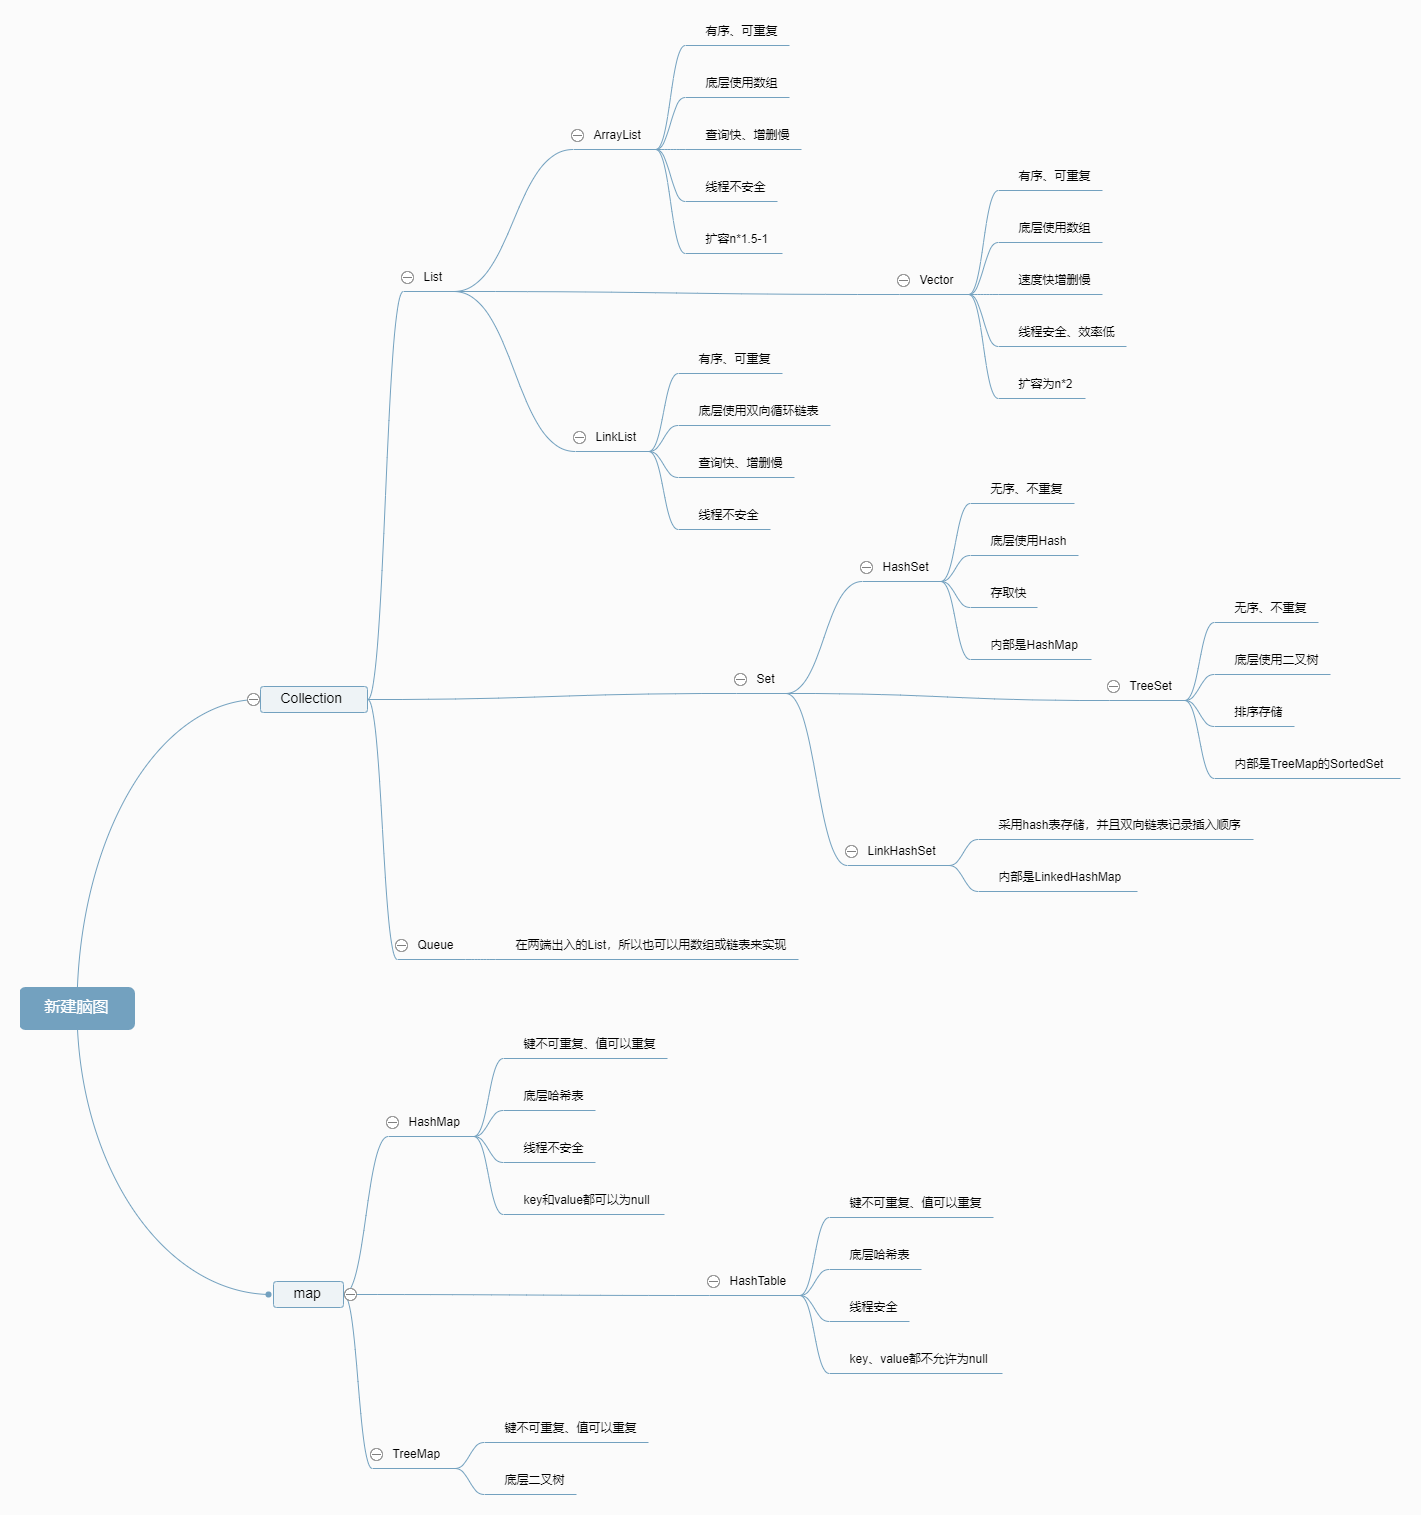 新建脑图
Collection
List
ArrayList
有序、可重复
底层使用数组
查询快、增删慢
线程不安全
扩容n*1.5-1
Vector
有序、可重复
底层使用数组
速度快增删慢
线程安全、效率低
扩容为n*2
LinkList
有序、可重复
底层使用双向循环链表
查询快、增删慢
线程不安全
Set
HashSet
无序、不重复
底层使用Hash
存取快
内部是HashMap
TreeSet
无序、不重复
底层使用二叉树
排序存储
内部是TreeMap的SortedSet
LinkHashSet
采用hash表存储，并且双向链表记录插入顺序
内部是LinkedHashMap
Queue
在两端出入的List，所以也可以用数组或链表来实现
map
HashMap
键不可重复、值可以重复
底层哈希表
线程不安全
key和value都可以为null
HashTable
键不可重复、值可以重复
底层哈希表
线程安全
key、value都不允许为null
TreeMap
键不可重复、值可以重复
底层二叉树